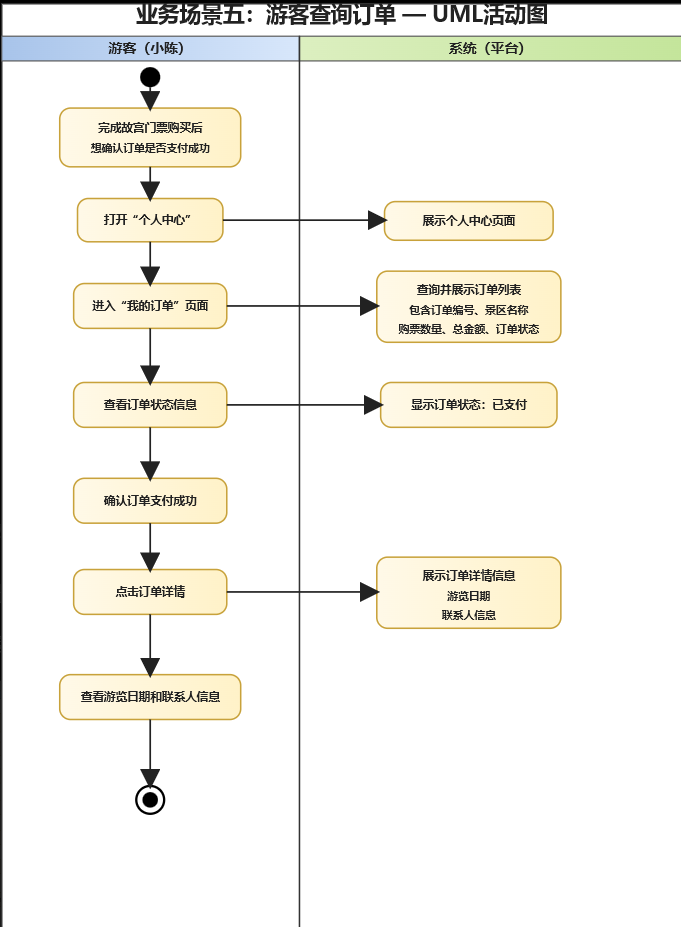 业务场景五：游客查询订单 — UML活动图
游客（小陈）
系统（平台）
完成故宫门票购买后
想确认订单是否支付成功
打开“个人中心”
展示个人中心页面
进入“我的订单”页面
查询并展示订单列表
包含订单编号、景区名称
购票数量、总金额、订单状态
查看订单状态信息
显示订单状态：已支付
确认订单支付成功
点击订单详情
展示订单详情信息
游览日期
联系人信息
查看游览日期和联系人信息